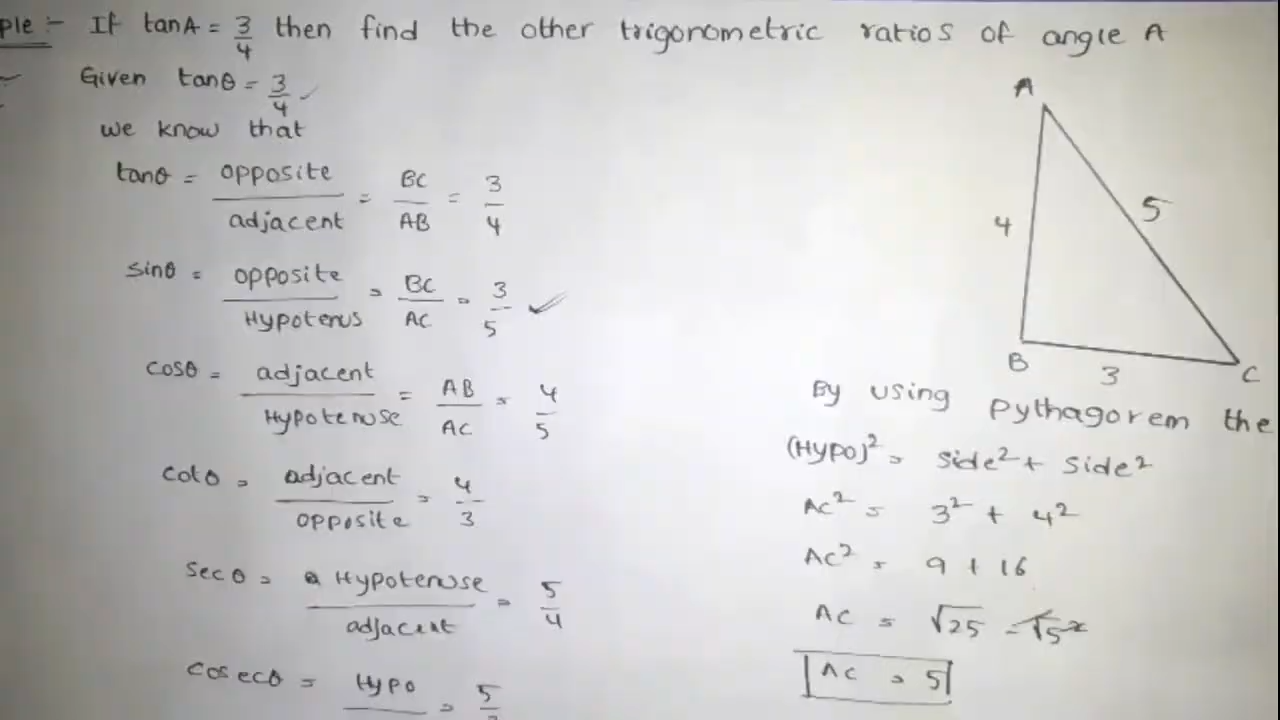 ple :- If tanA = 3/4 then find the other trigonometric ratios of angle A
Given tanθ = 3/4 ✓
we know that
tanθ = opposite/adjacent = BC/AB = 3/4
sinθ = opposite/Hypotenus = BC/AC = 3/5 ✓
cosθ = adjacent/Hypotenuse = AB/AC = 4/5
cotθ = adjacent/opposite = 4/3
secθ = Hypotenuse/adjacent = 5/4
cosecθ = Hypo = 5
A
4
5
B
3
C
By using pythagorem the
(Hypo)² = side² + side²
AC² = 3² + 4²
AC² = 9 + 16
AC = √25 = √5²
AC = 5